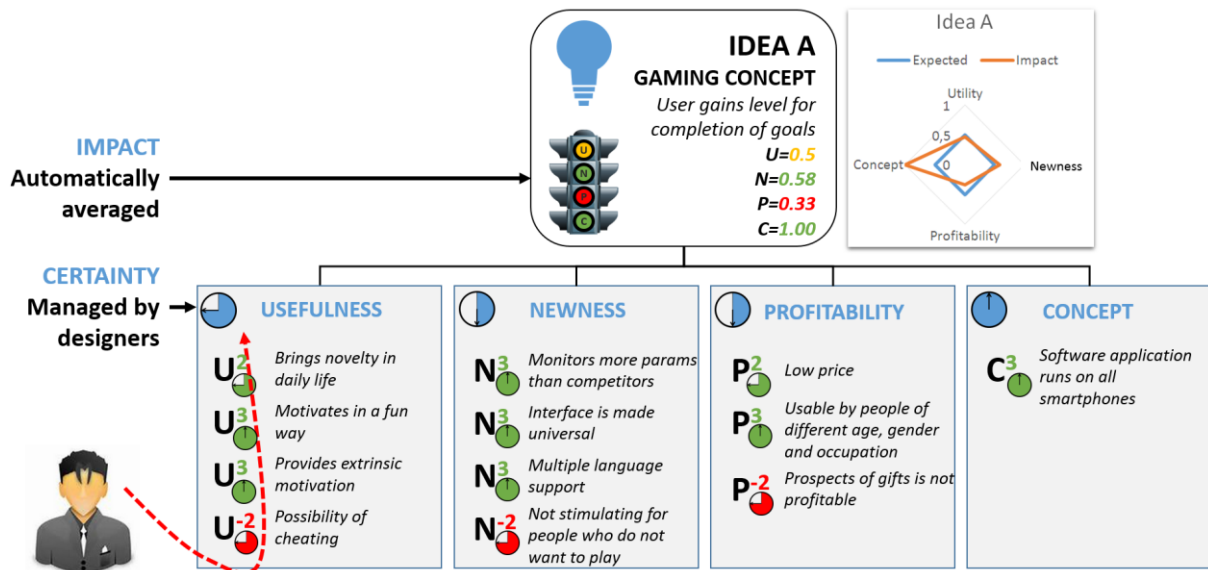 IDEA A
GAMING CONCEPT
User gains level for
completion of goals
U=0.5
N=0.58
P=0.33
C=1.00
U
N
P
C
Idea A
Expected
Impact
Utility
1
0,5
0
Concept
Newness
Profitability
IMPACT
Automatically
averaged
CERTAINTY
Managed by
designers
USEFULNESS
U2
Brings novelty in
daily life
U3
Motivates in a fun
way
U3
Provides extrinsic
motivation
U-2
Possibility of
cheating
NEWNESS
N3
Monitors more params
than competitors
N3
Interface is made
universal
N3
Multiple language
support
N-2
Not stimulating for
people who do not
want to play
PROFITABILITY
P2
Low price
P3
Usable by people of
different age, gender
and occupation
P-2
Prospects of gifts is not
profitable
CONCEPT
C3
Software application
runs on all
smartphones